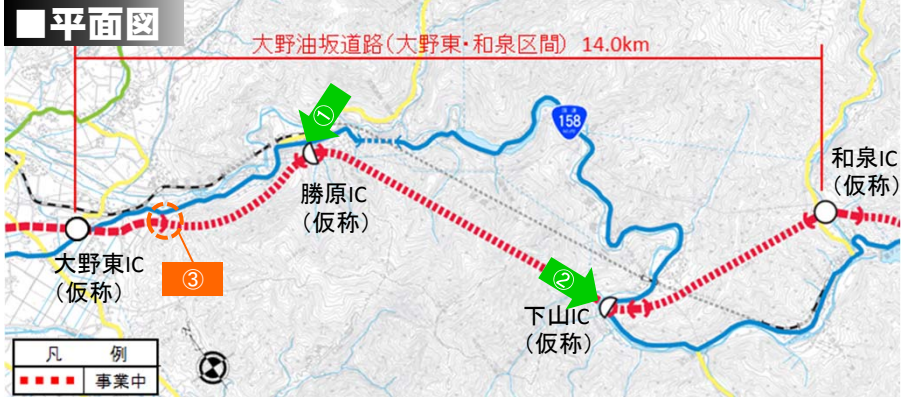 ■平面図
大野油坂道路(大野東・和泉区間) 14.0km
①
158
和泉IC
(仮称)
勝原IC
(仮称)
大野東IC
(仮称)
③
②
下山IC
(仮称)
凡 例
事業中